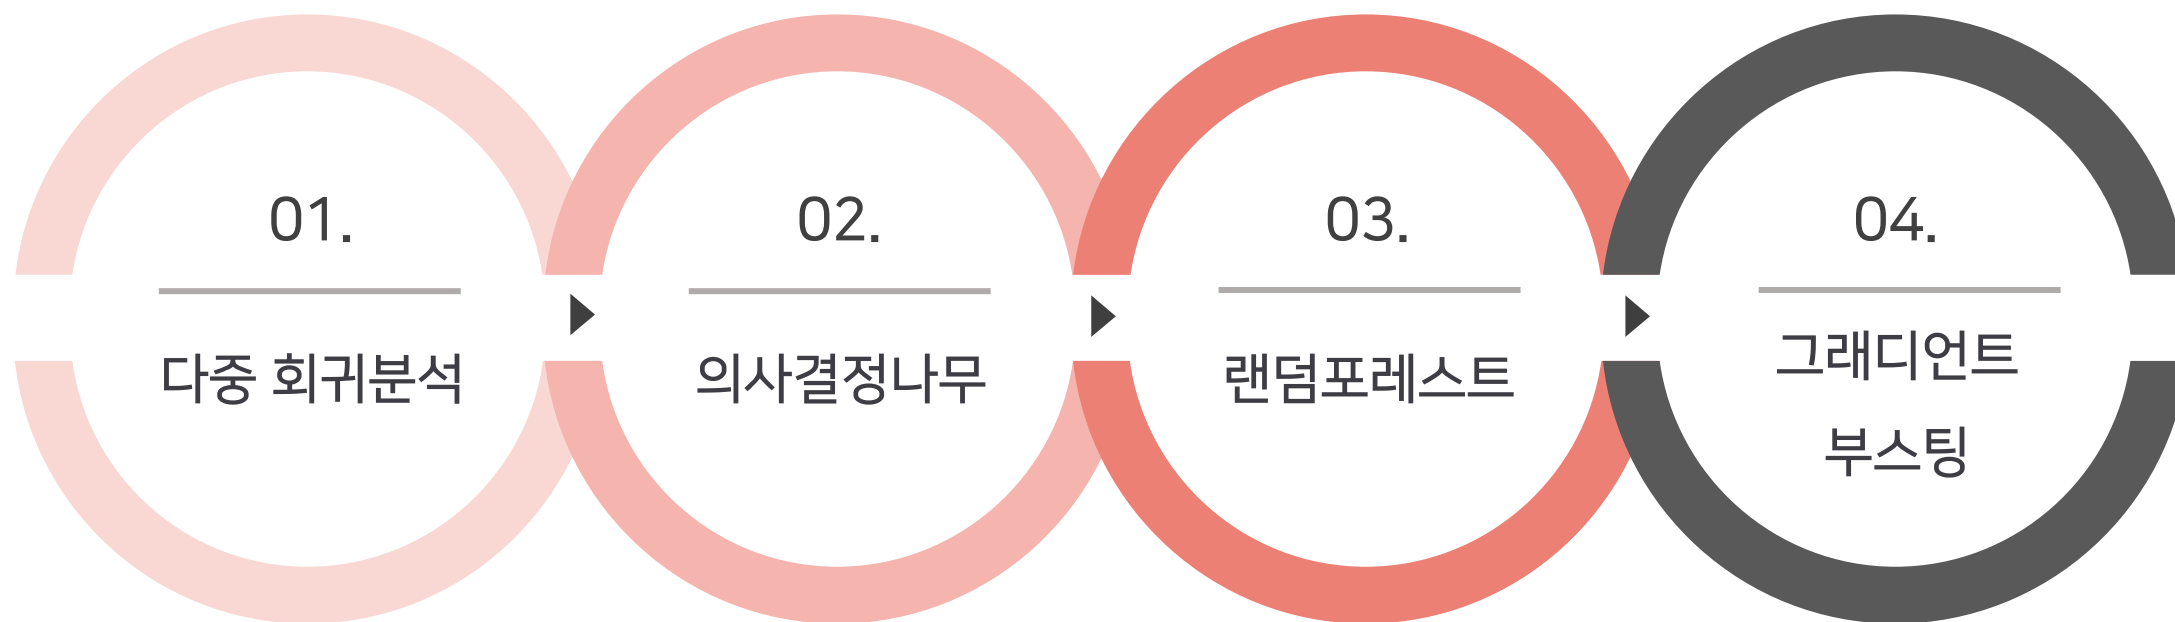 01.
다중 회귀분석
02.
의사결정나무
03.
랜덤포레스트
04.
그래디언트
부스팅